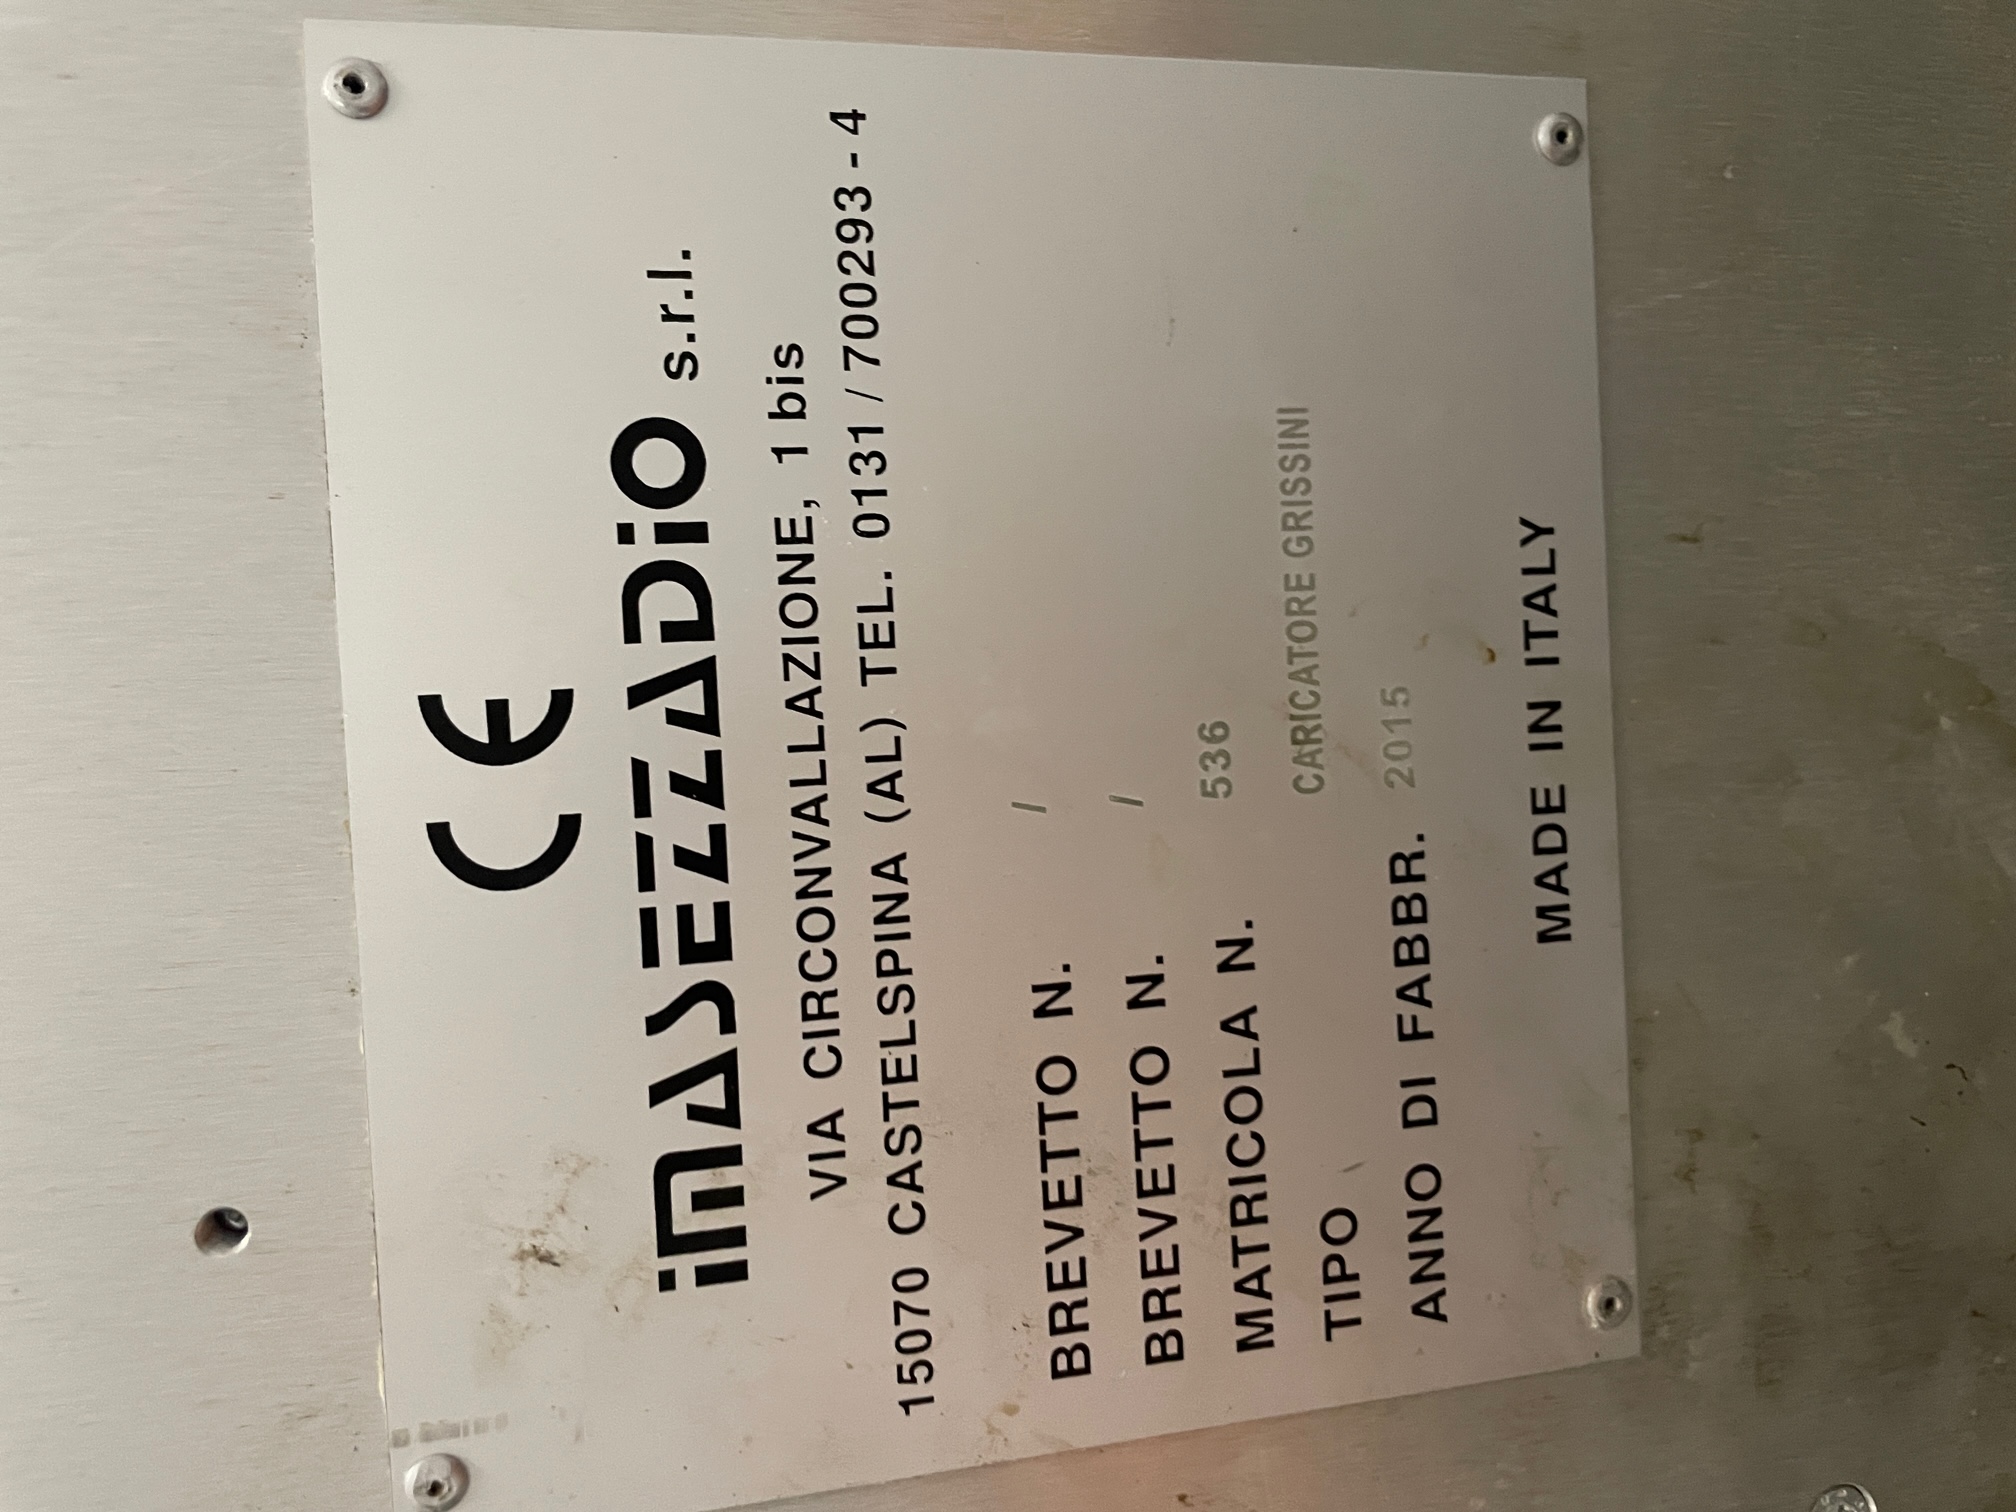 CE
iMASEZZADiO s.r.l.
VIA CIRCONVALLAZIONE, 1 bis
15070 CASTELSPINA (AL) TEL. 0131 / 700293 - 4
BREVETTO N. /
BREVETTO N. /
MATRICOLA N. 536
TIPO CARICATORE GRISSINI
ANNO DI FABBR. 2015
MADE IN ITALY